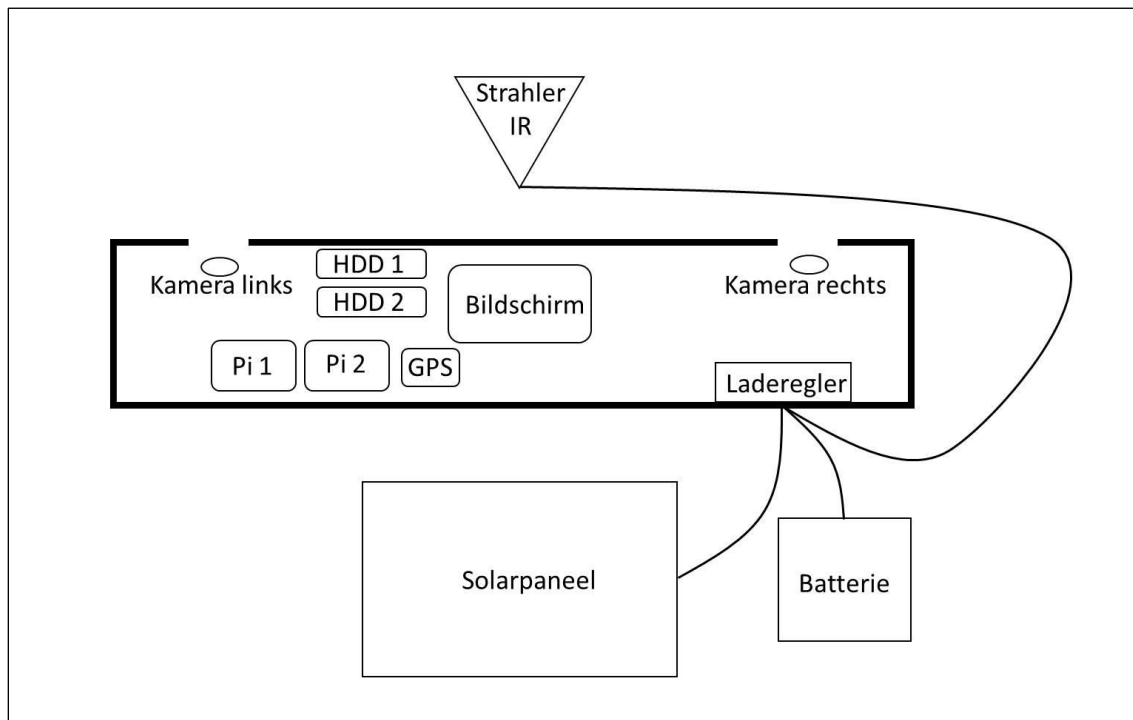 Strahler
IR
Kamera links
HDD 1
HDD 2
Bildschirm
Kamera rechts
Pi 1
Pi 2
GPS
Laderegler
Solarpaneel
Batterie